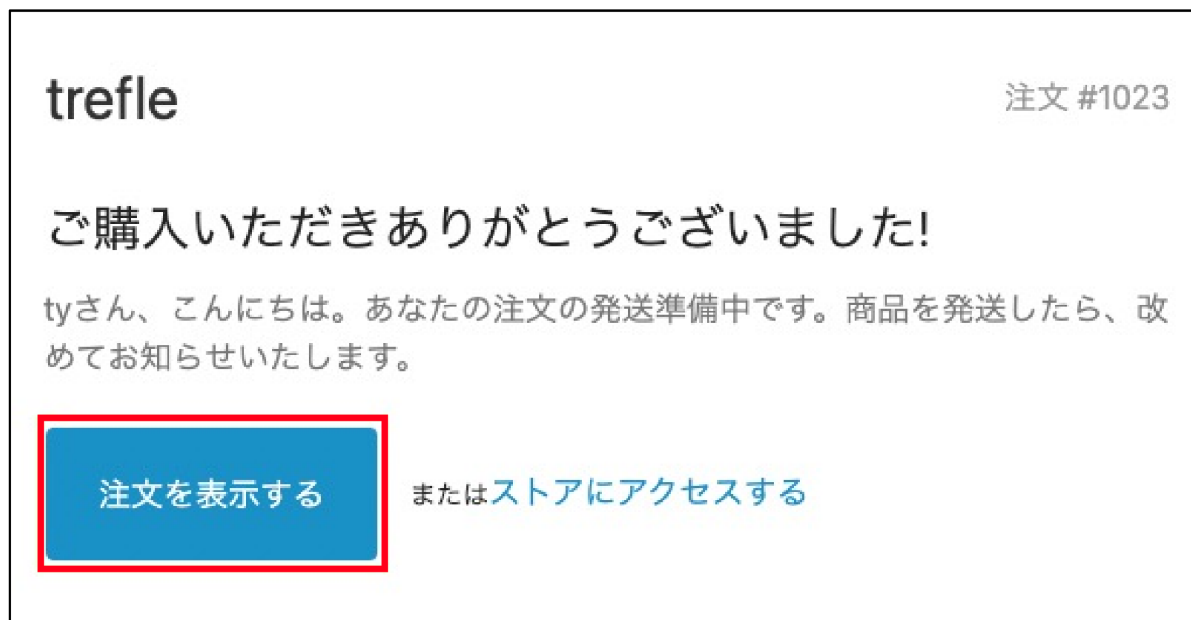 trefle
注文 #1023
ご購入いただきありがとうございました!
tyさん、こんにちは。あなたの注文の発送準備中です。商品を発送したら、改
めてお知らせいたします。
注文を表示する またはストアにアクセスする